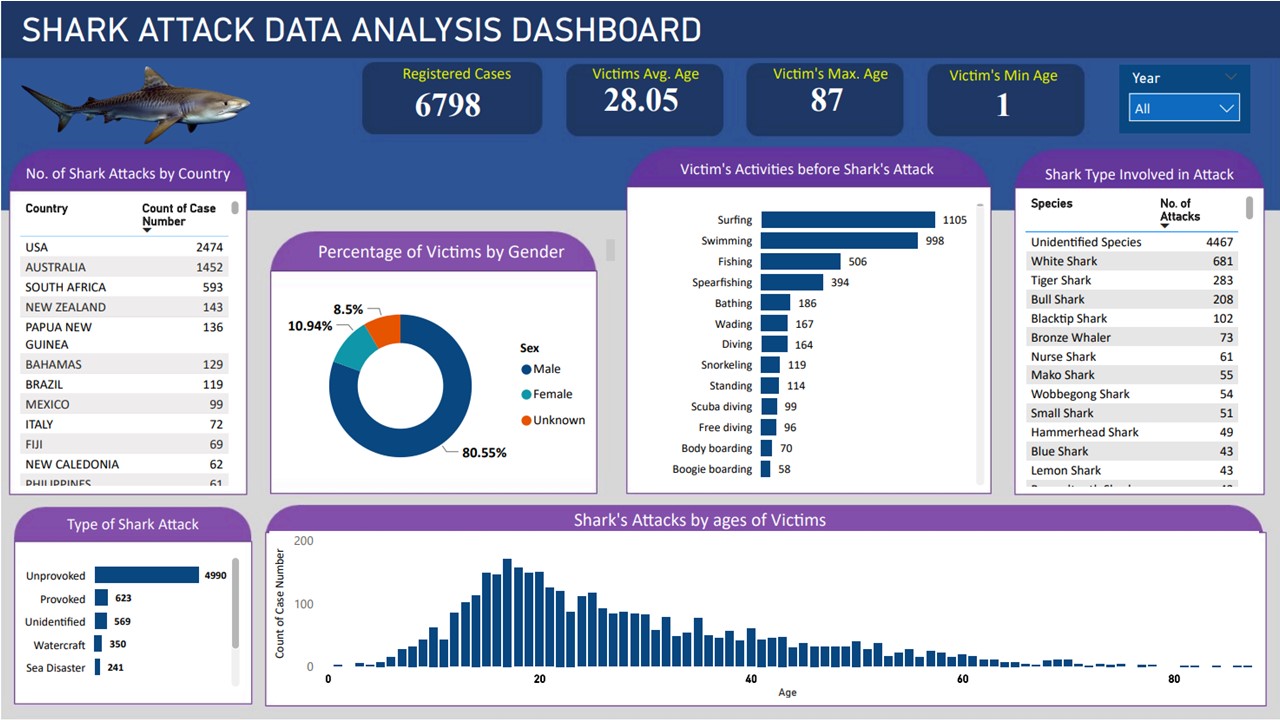 SHARK ATTACK DATA ANALYSIS DASHBOARD
Registered Cases
6798
Victims Avg. Age
28.05
Victim's Max. Age
87
Victim's Min Age
1
Year
All
No. of Shark Attacks by Country
Country Count of Case
Number
USA 2474
AUSTRALIA 1452
SOUTH AFRICA 593
NEW ZEALAND 143
PAPUA NEW 136
GUINEA
BAHAMAS 129
BRAZIL 119
MEXICO 99
ITALY 72
FIJI 69
NEW CALEDONIA 62
PHILIPPINES 61
Percentage of Victims by Gender
8.5%
10.94%
80.55%
Sex
Male
Female
Unknown
Victim's Activities before Shark's Attack
Surfing 1105
Swimming 998
Fishing 506
Spearfishing 394
Bathing 186
Wading 167
Diving 164
Snorkeling 119
Standing 114
Scuba diving 99
Free diving 96
Body boarding 70
Boogie boarding 58
Shark Type Involved in Attack
Species No. of
Attacks
Unidentified Species 4467
White Shark 681
Tiger Shark 283
Bull Shark 208
Blacktip Shark 102
Bronze Whaler 73
Nurse Shark 61
Mako Shark 55
Wobbegong Shark 54
Small Shark 51
Hammerhead Shark 49
Blue Shark 43
Lemon Shark 43
Type of Shark Attack
Unprovoked 4990
Provoked 623
Unidentified 569
Watercraft 350
Sea Disaster 241
Shark's Attacks by ages of Victims
Count of Case Number
200
100
0
0 20 40 60 80
Age